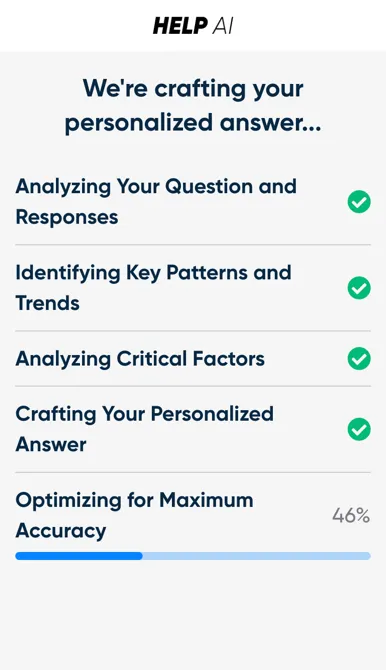 HELP AI
We're crafting your
personalized answer...
Analyzing Your Question and
Responses
Identifying Key Patterns and
Trends
Analyzing Critical Factors
Crafting Your Personalized
Answer
Optimizing for Maximum
Accuracy
46%